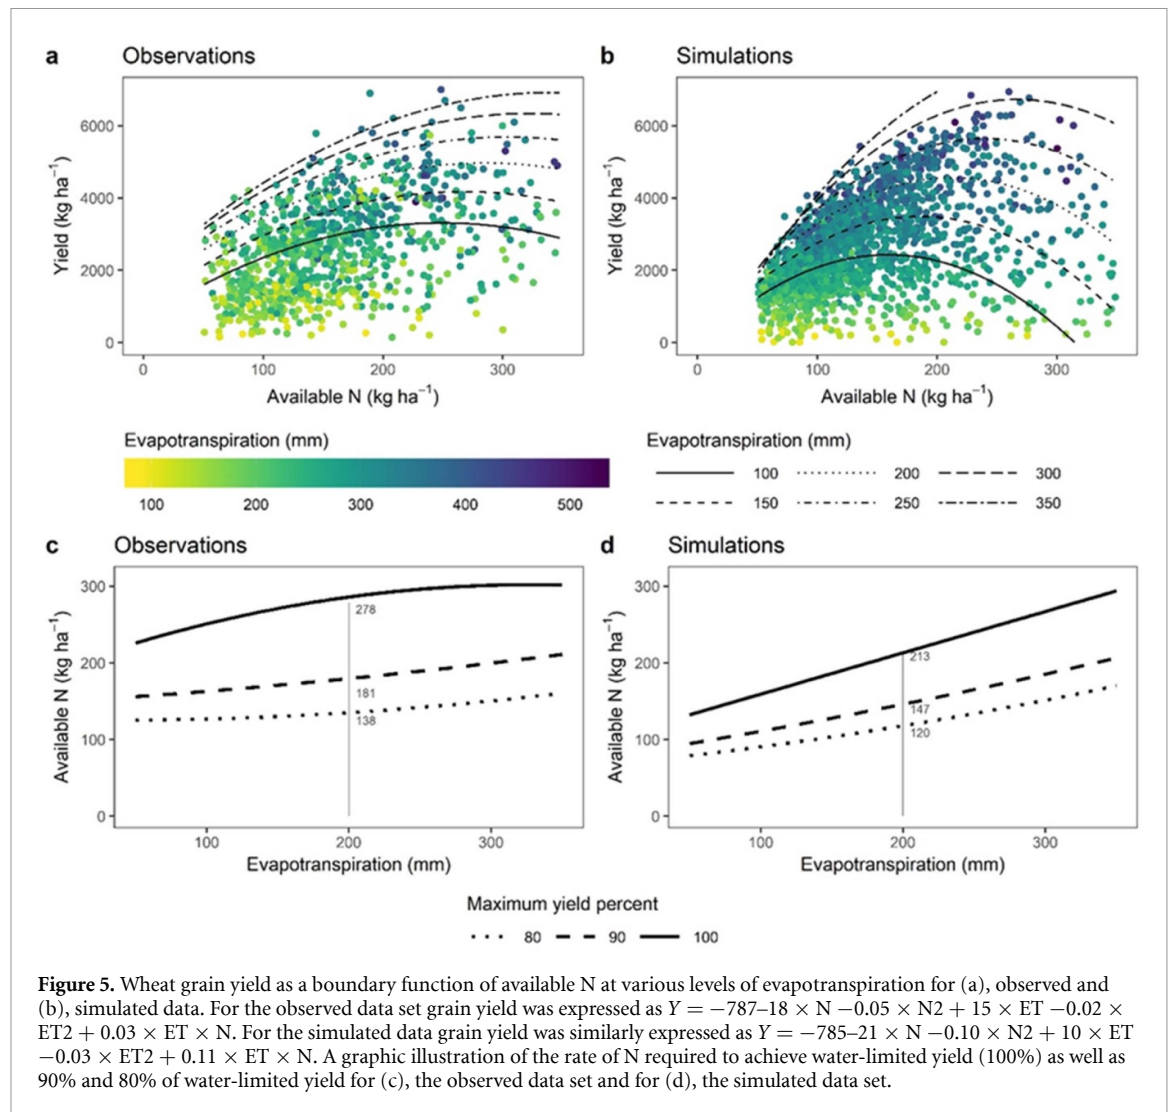 a Observations
b Simulations
6000
4000
2000
0
Yield (kg ha⁻¹)
0 100 200 300
Available N (kg ha⁻¹)
6000
4000
2000
0
Yield (kg ha⁻¹)
0 100 200 300
Available N (kg ha⁻¹)
Evapotranspiration (mm)
100 200 300 400 500
Evapotranspiration (mm)
100 200 300
150 250 350
c Observations
300
200
100
0
Available N (kg ha⁻¹)
278
181
138
100 200 300
Evapotranspiration (mm)
d Simulations
300
200
100
0
Available N (kg ha⁻¹)
213
147
120
100 200 300
Evapotranspiration (mm)
Maximum yield percent
80 90 100
Figure 5. Wheat grain yield as a boundary function of available N at various levels of evapotranspiration for (a), observed and
(b), simulated data. For the observed data set grain yield was expressed as Y = −787–18 × N −0.05 × N2 + 15 × ET −0.02 ×
ET2 + 0.03 × ET × N. For the simulated data grain yield was similarly expressed as Y = −785–21 × N −0.10 × N2 + 10 × ET
−0.03 × ET2 + 0.11 × ET × N. A graphic illustration of the rate of N required to achieve water-limited yield (100%) as well as
90% and 80% of water-limited yield for (c), the observed data set and for (d), the simulated data set.